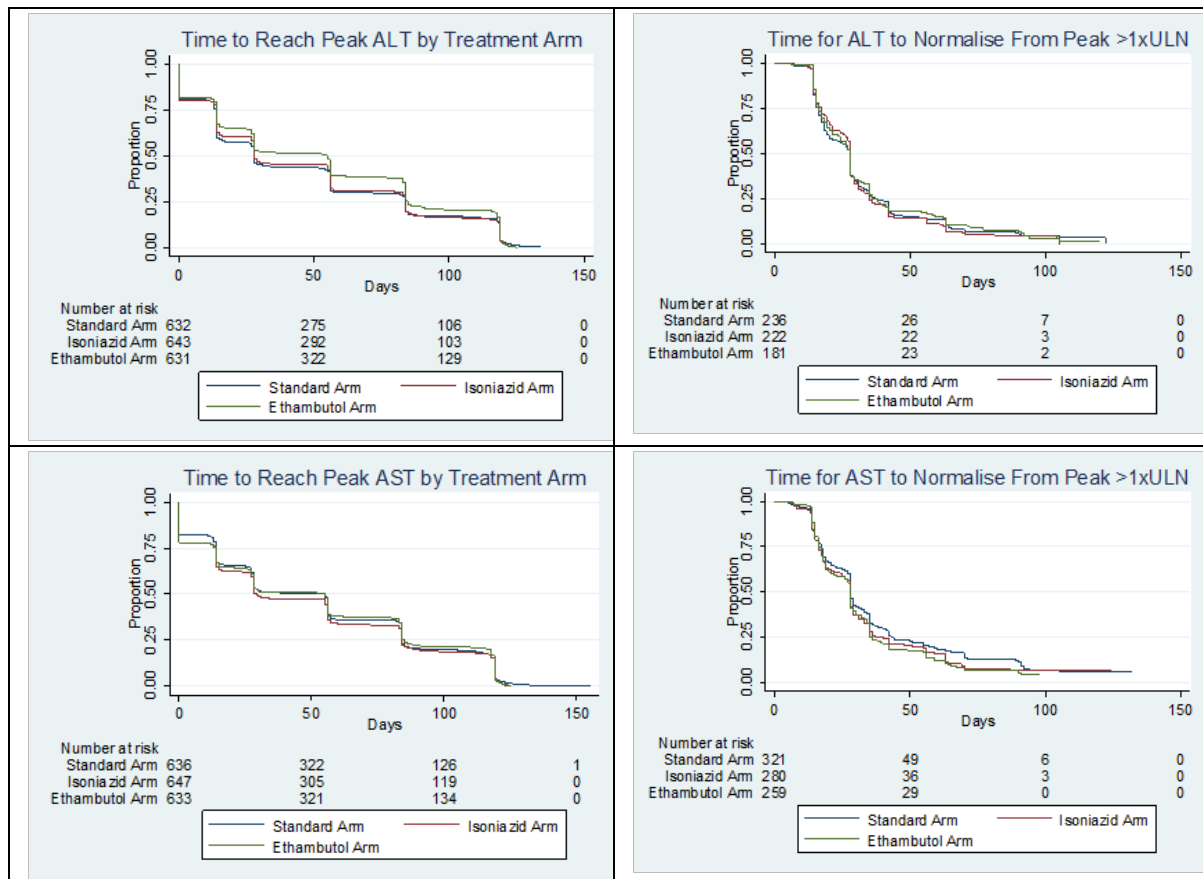 Time to Reach Peak ALT by Treatment Arm
Proportion
0.00 0.25 0.50 0.75 1.00
0 50 100 150
Days
Number at risk
Standard Arm 632 275 106 0
Isoniazid Arm 643 292 103 0
Ethambutol Arm 631 322 129 0
Standard Arm Isoniazid Arm
Ethambutol Arm
Time for ALT to Normalise From Peak >1xULN
Proportion
0.00 0.25 0.50 0.75 1.00
0 50 100 150
Days
Number at risk
Standard Arm 236 26 7 0
Isoniazid Arm 222 22 3 0
Ethambutol Arm 181 23 2 0
Standard Arm Isoniazid Arm
Ethambutol Arm
Time to Reach Peak AST by Treatment Arm
Proportion
0.00 0.25 0.50 0.75 1.00
0 50 100 150
Days
Number at risk
Standard Arm 636 322 126 1
Isoniazid Arm 647 305 119 0
Ethambutol Arm 633 321 134 0
Standard Arm Isoniazid Arm
Ethambutol Arm
Time for AST to Normalise From Peak >1xULN
Proportion
0.00 0.25 0.50 0.75 1.00
0 50 100 150
Days
Number at risk
Standard Arm 321 49 6 0
Isoniazid Arm 280 36 3 0
Ethambutol Arm 259 29 0 0
Standard Arm Isoniazid Arm
Ethambutol Arm